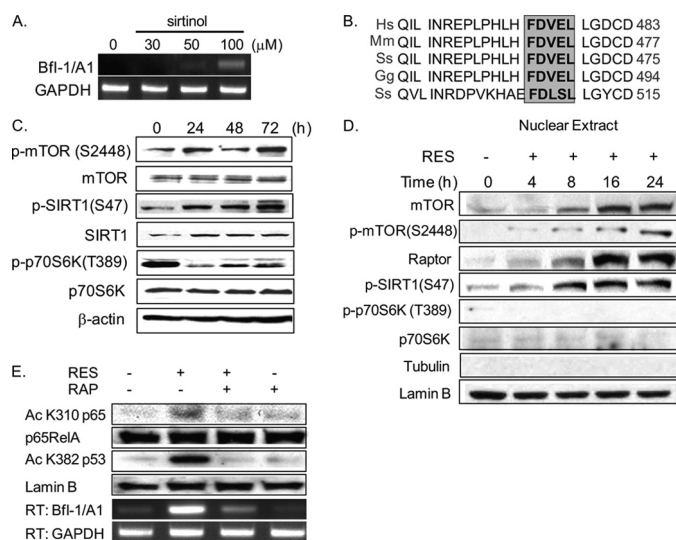 A.
sirtinol
0 30 50 100 (μM)
Bfl-1/A1
GAPDH
B.
Hs QIL INREPLPHLH FDVEL LGDCD 483
Mm QIL INREPLPHLH FDVEL LGDCD 477
Ss QIL INREPLPHLH FDVEL LGDCD 475
Gg QIL INREPLPHLH FDVEL LGDCD 494
Ss QVL INRDPVKHAE FDLSL LGYCD 515
C.
0 24 48 72 (h)
p-mTOR (S2448)
mTOR
p-SIRT1(S47)
SIRT1
p-p70S6K(T389)
p70S6K
β-actin
D.
Nuclear Extract
RES - + + + +
Time (h) 0 4 8 16 24
mTOR
p-mTOR(S2448)
Raptor
p-SIRT1(S47)
p-p70S6K (T389)
p70S6K
Tubulin
Lamin B
E.
RES - + + -
RAP - - + +
Ac K310 p65
p65RelA
Ac K382 p53
Lamin B
RT: Bfl-1/A1
RT: GAPDH